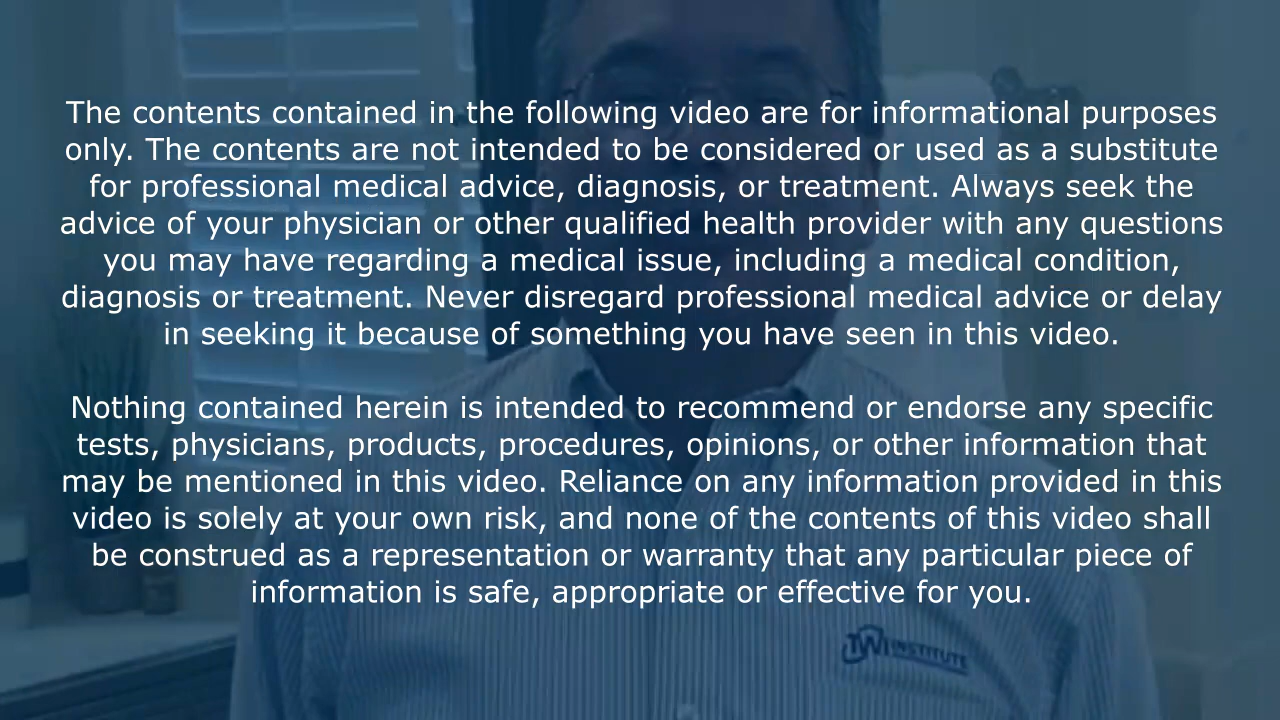 The contents contained in the following video are for informational purposes
only. The contents are not intended to be considered or used as a substitute
for professional medical advice, diagnosis, or treatment. Always seek the
advice of your physician or other qualified health provider with any questions
you may have regarding a medical issue, including a medical condition,
diagnosis or treatment. Never disregard professional medical advice or delay
in seeking it because of something you have seen in this video.
Nothing contained herein is intended to recommend or endorse any specific
tests, physicians, products, procedures, opinions, or other information that
may be mentioned in this video. Reliance on any information provided in this
video is solely at your own risk, and none of the contents of this video shall
be construed as a representation or warranty that any particular piece of
information is safe, appropriate or effective for you.
TWI INSTITUTE